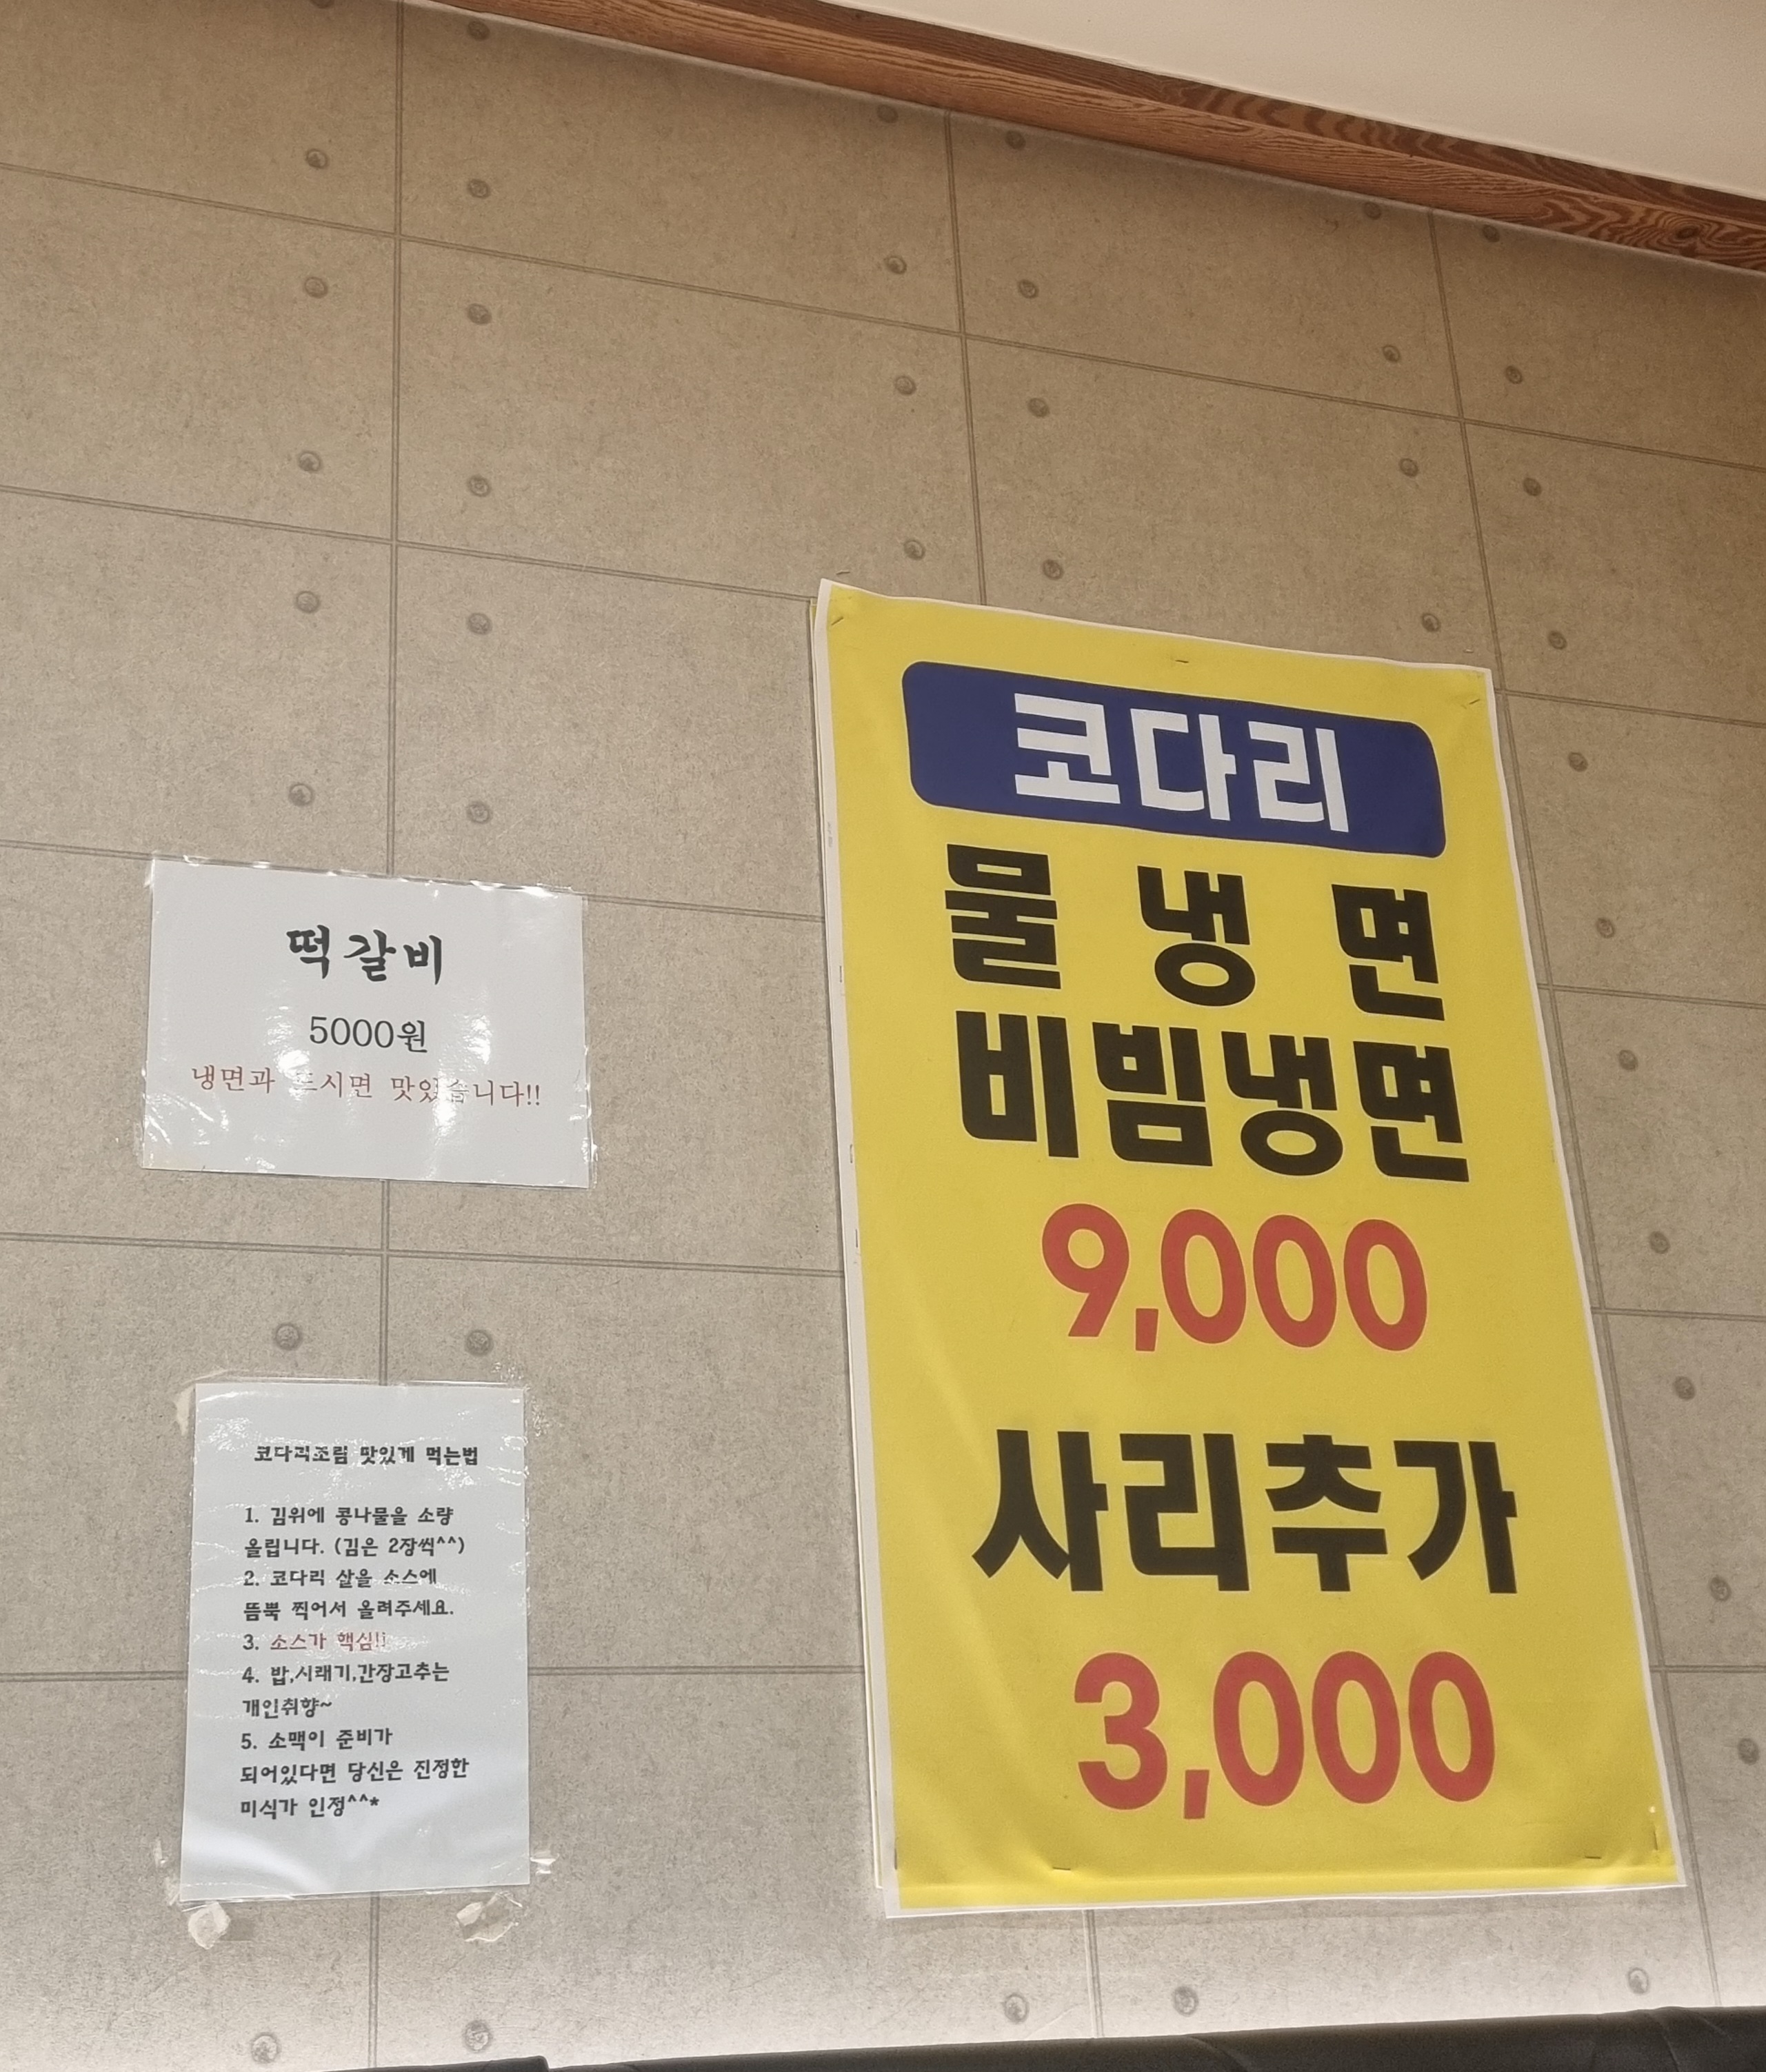 떡갈비
5000원
냉면과 드시면 맛있습니다!!
코다리조림 맛있게 먹는법
1. 김위에 콩나물을 소량
올립니다. (김은 2장씩^^)
2. 코다리 살을 소스에
뜸뿍 찍어서 올려주세요.
3. 소스가 핵심!!
4. 밥,시래기,간장고추는
개인취향~
5. 소맥이 준비가
되어있다면 당신은 진정한
미식가 인정^^*
코다리
물냉면
비빔냉면
9,000
사리추가
3,000